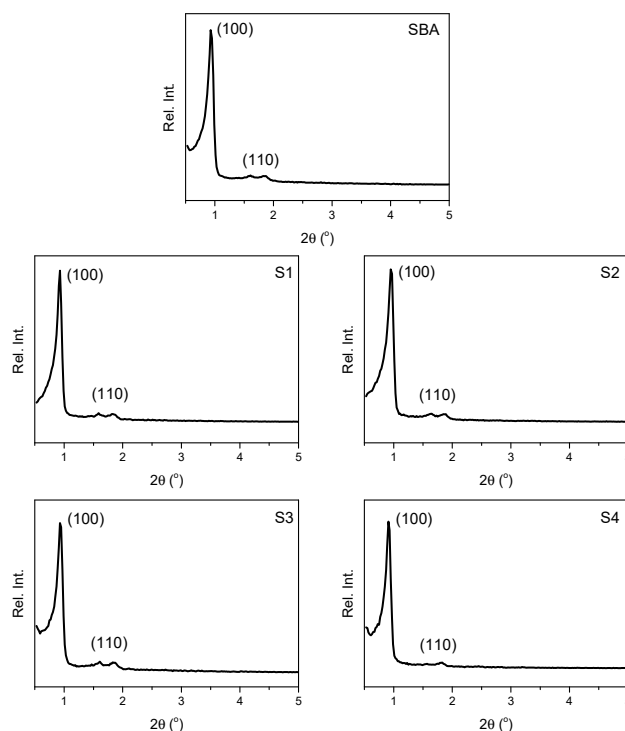 (100)
SBA
Rel. Int.
(110)
1 2 3 4 5
2θ (°)
(100)
S1
Rel. Int.
(110)
1 2 3 4 5
2θ (°)
(100)
S2
Rel. Int.
(110)
1 2 3 4
2θ (°)
(100)
S3
Rel. Int.
(110)
1 2 3 4 5
2θ (°)
(100)
S4
Rel. Int.
(110)
1 2 3 4
2θ (°)